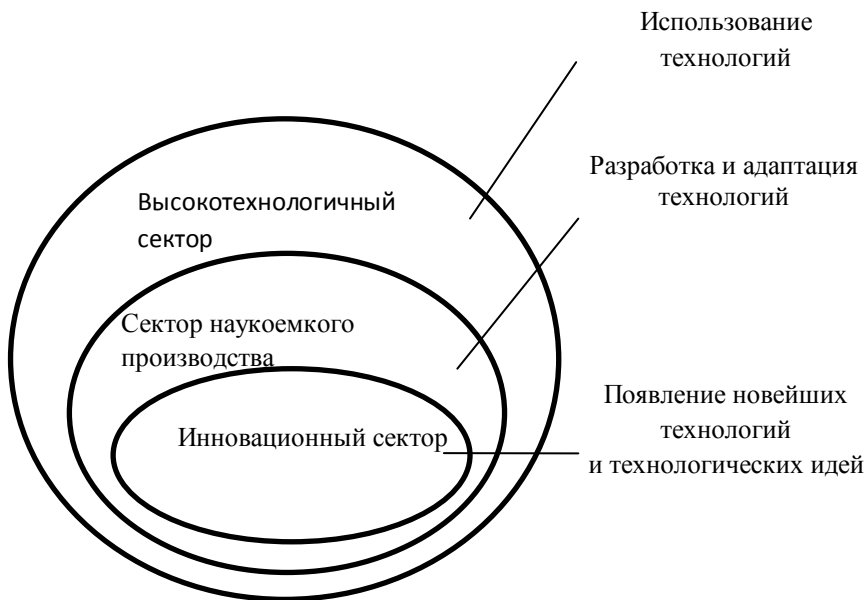 Использование
технологий
Разработка и адаптация
технологий
Высокотехнологичный
сектор
Сектор наукоемкого
производства
Появление новейших
технологий
и технологических идей
Инновационный сектор